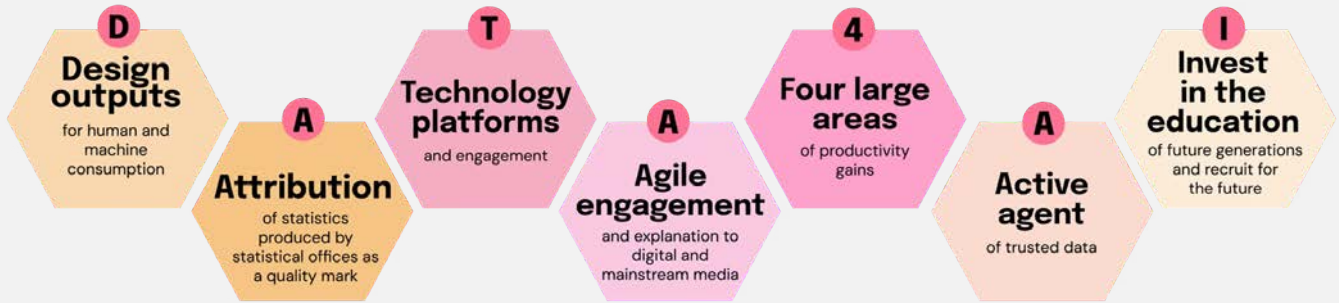 D
Design
outputs
for human and
machine
consumption
A
Attribution
of statistics
produced by
statistical offices as
a quality mark
T
Technology
platforms
and engagement
A
Agile
engagement
and explanation to
digital and
mainstream media
4
Four large
areas
of productivity
gains
A
Active
agent
of trusted data
I
Invest
in the
education
of future generations
and recruit for
the future